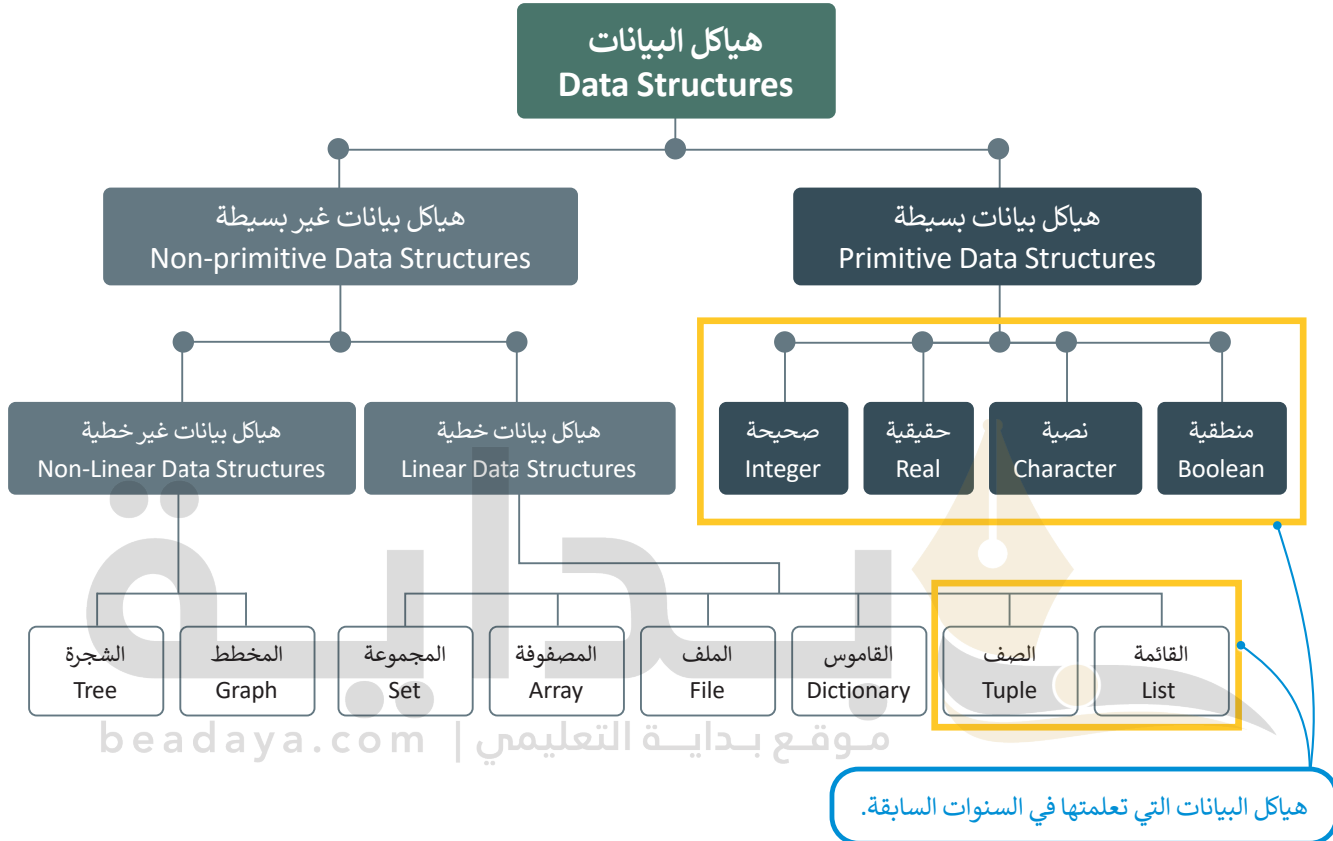 هياكل البيانات
Data Structures
هياكل بيانات بسيطة
Primitive Data Structures
هياكل بيانات غير بسيطة
Non-primitive Data Structures
منطقية
Boolean
نصية
Character
حقيقية
Real
صحيحة
Integer
هياكل بيانات خطية
Linear Data Structures
هياكل بيانات غير خطية
Non-Linear Data Structures
القائمة
List
الصف
Tuple
القاموس
Dictionary
الملف
File
المصفوفة
Array
المجموعة
Set
المخطط
Graph
الشجرة
Tree
بداية
موقع بداية التعليمي | beadaya.com
هياكل البيانات التي تعلمتها في السنوات السابقة.